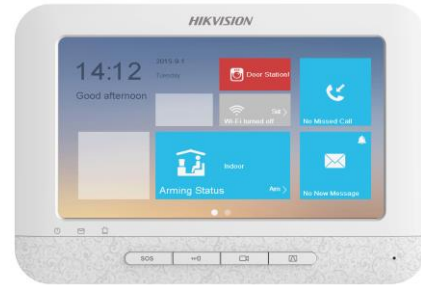 HIKVISION
14:12
2015-9-1
Tuesday
Good afternoon
Door Station1
Set >
Wi-Fi turned off
No Missed Call
Indoor
Arming Status
Arm >
No New Message
SOS